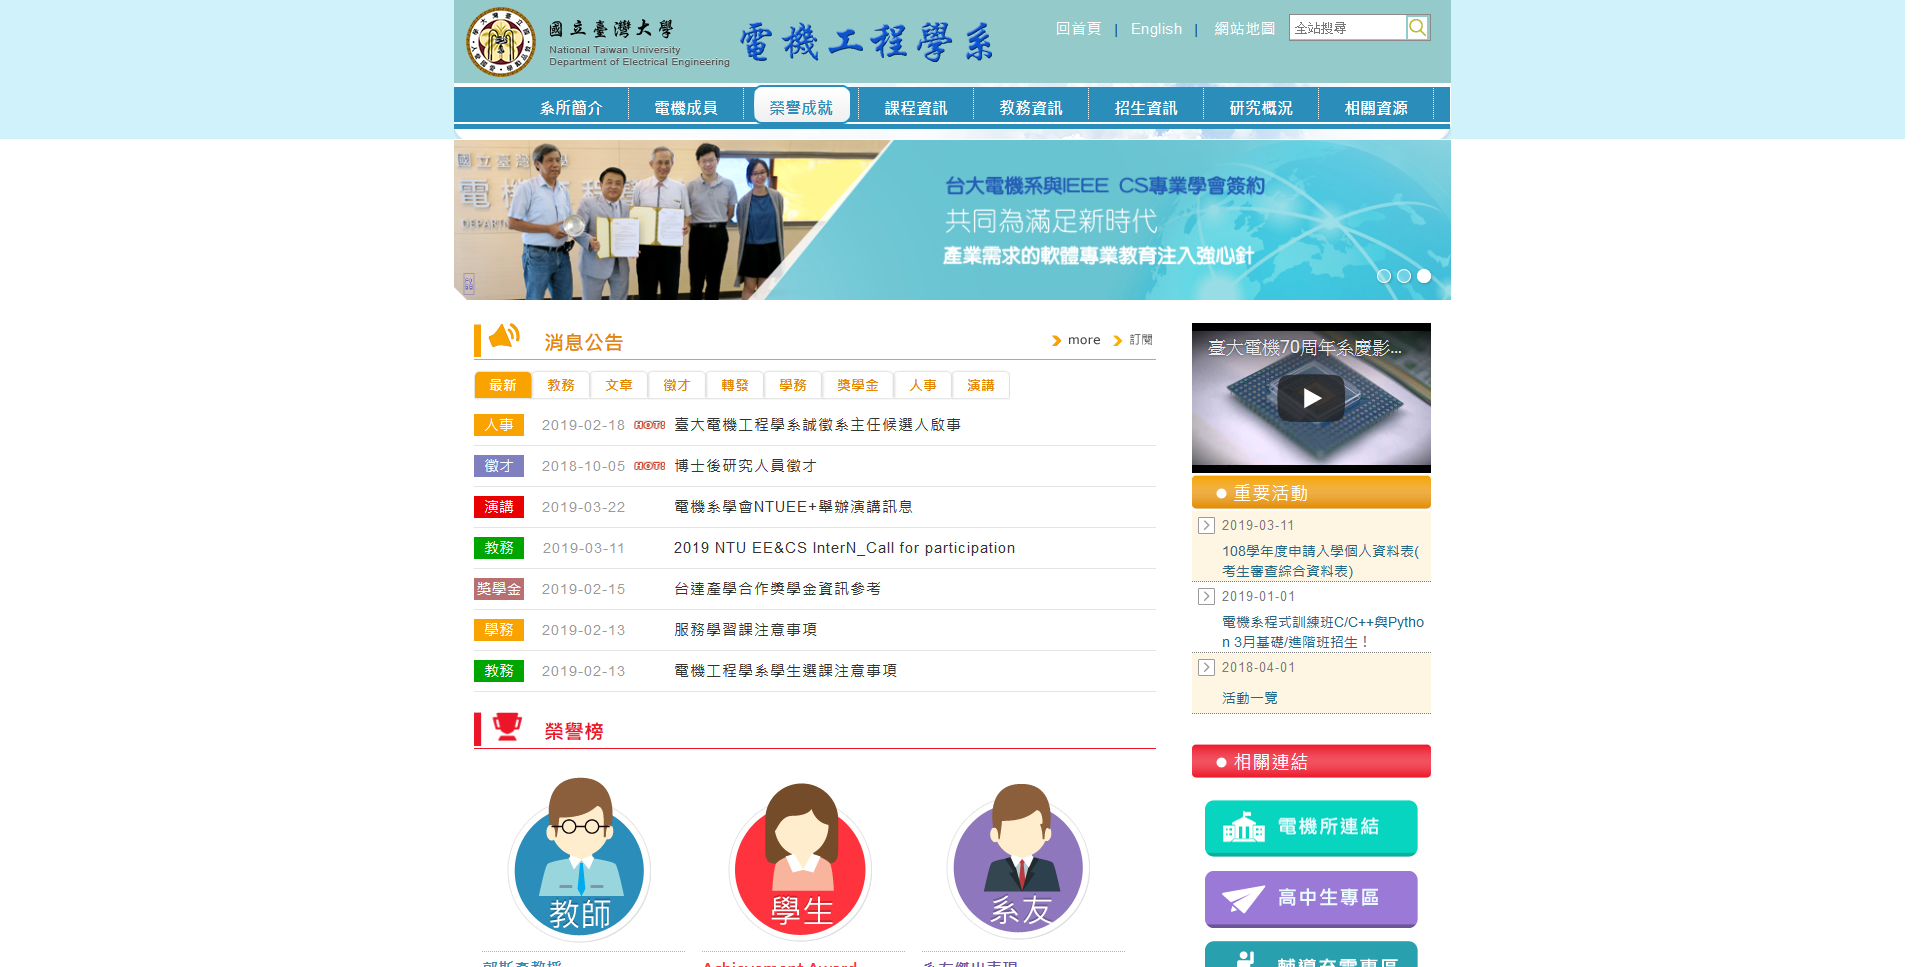 國立臺灣大學
National Taiwan University
Department of Electrical Engineering
電機工程學系
回首頁 | English | 網站地圖
全站搜尋
系所簡介
電機成員
榮譽成就
課程資訊
教務資訊
招生資訊
研究概況
相關資源
台大電機系與IEEE CS專業學會簽約
共同為滿足新時代
產業需求的軟體專業教育注入強心針
消息公告
more
訂閱
最新
教務
文章
徵才
轉發
學務
獎學金
人事
演講
人事 2019-02-18 HOT! 臺大電機工程學系誠徵系主任候選人啟事
徵才 2018-10-05 HOT! 博士後研究人員徵才
演講 2019-03-22 電機系學會NTUEE+舉辦演講訊息
教務 2019-03-11 2019 NTU EE&CS InterN_Call for participation
獎學金 2019-02-15 台達產學合作獎學金資訊參考
學務 2019-02-13 服務學習課注意事項
教務 2019-02-13 電機工程學系學生選課注意事項
榮譽榜
教師
學生
系友
郭斯彥教授
Achievement Award
系友傑出表現
臺大電機70周年系慶影...
重要活動
2019-03-11
108學年度申請入學個人資料表(
考生審查綜合資料表)
2019-01-01
電機系程式訓練班C/C++與Pytho
n 3月基礎/進階班招生！
2018-04-01
活動一覽
相關連結
電機所連結
高中生專區
輔導充電專區